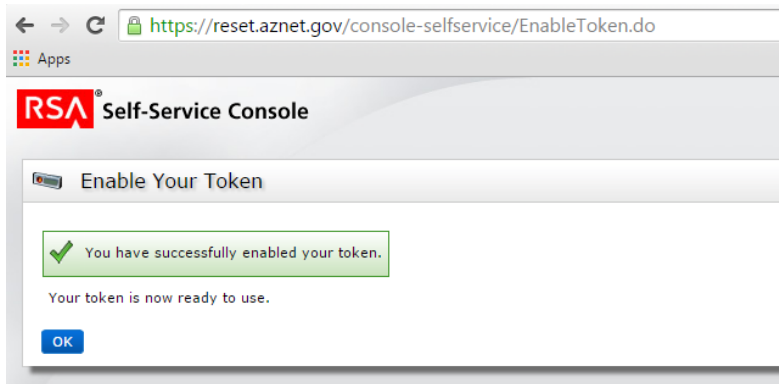 https://reset.aznet.gov/console-selfservice/EnableToken.do
Apps
RSA® Self-Service Console
Enable Your Token
You have successfully enabled your token.
Your token is now ready to use.
OK